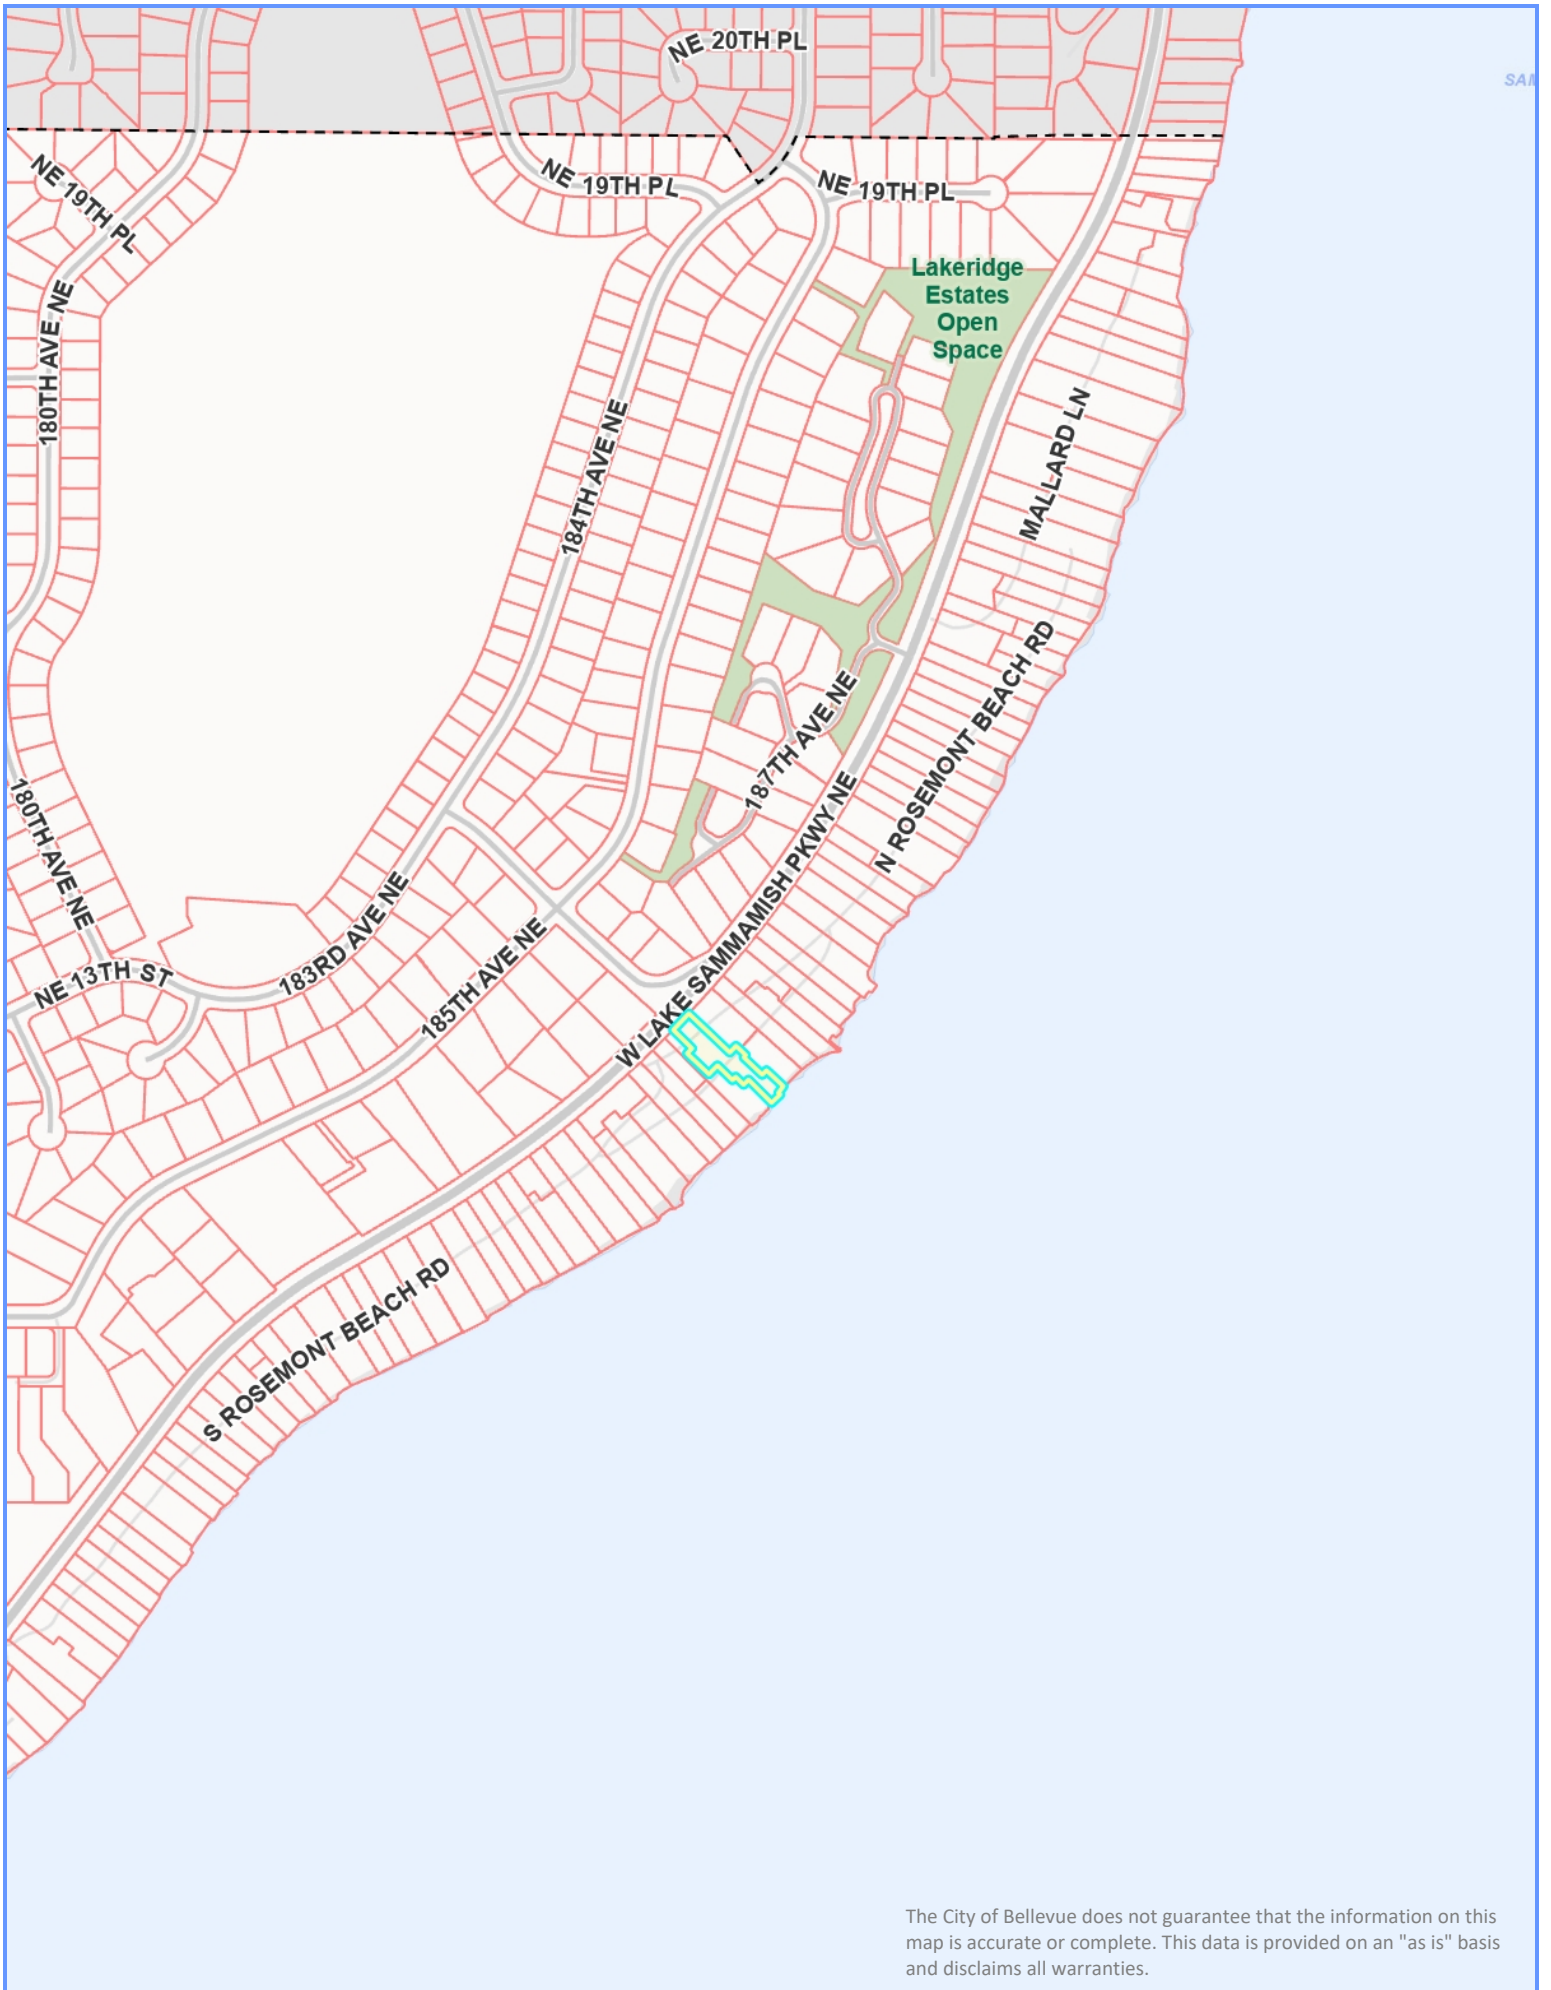 NE 20TH PL
SAM
NE 19TH PL
NE 19TH PL
NE 19TH PL
Lakeridge
Estates
Open
Space
180TH AVE NE
184TH AVE NE
MALLARD LN
N ROSEMONT BEACH RD
187TH AVE NE
W LAKE SAMMAMISH PKWY NE
180TH AVE NE
183RD AVE NE
185TH AVE NE
NE 13TH ST
S ROSEMONT BEACH RD
The City of Bellevue does not guarantee that the information on this
map is accurate or complete. This data is provided on an "as is" basis
and disclaims all warranties.